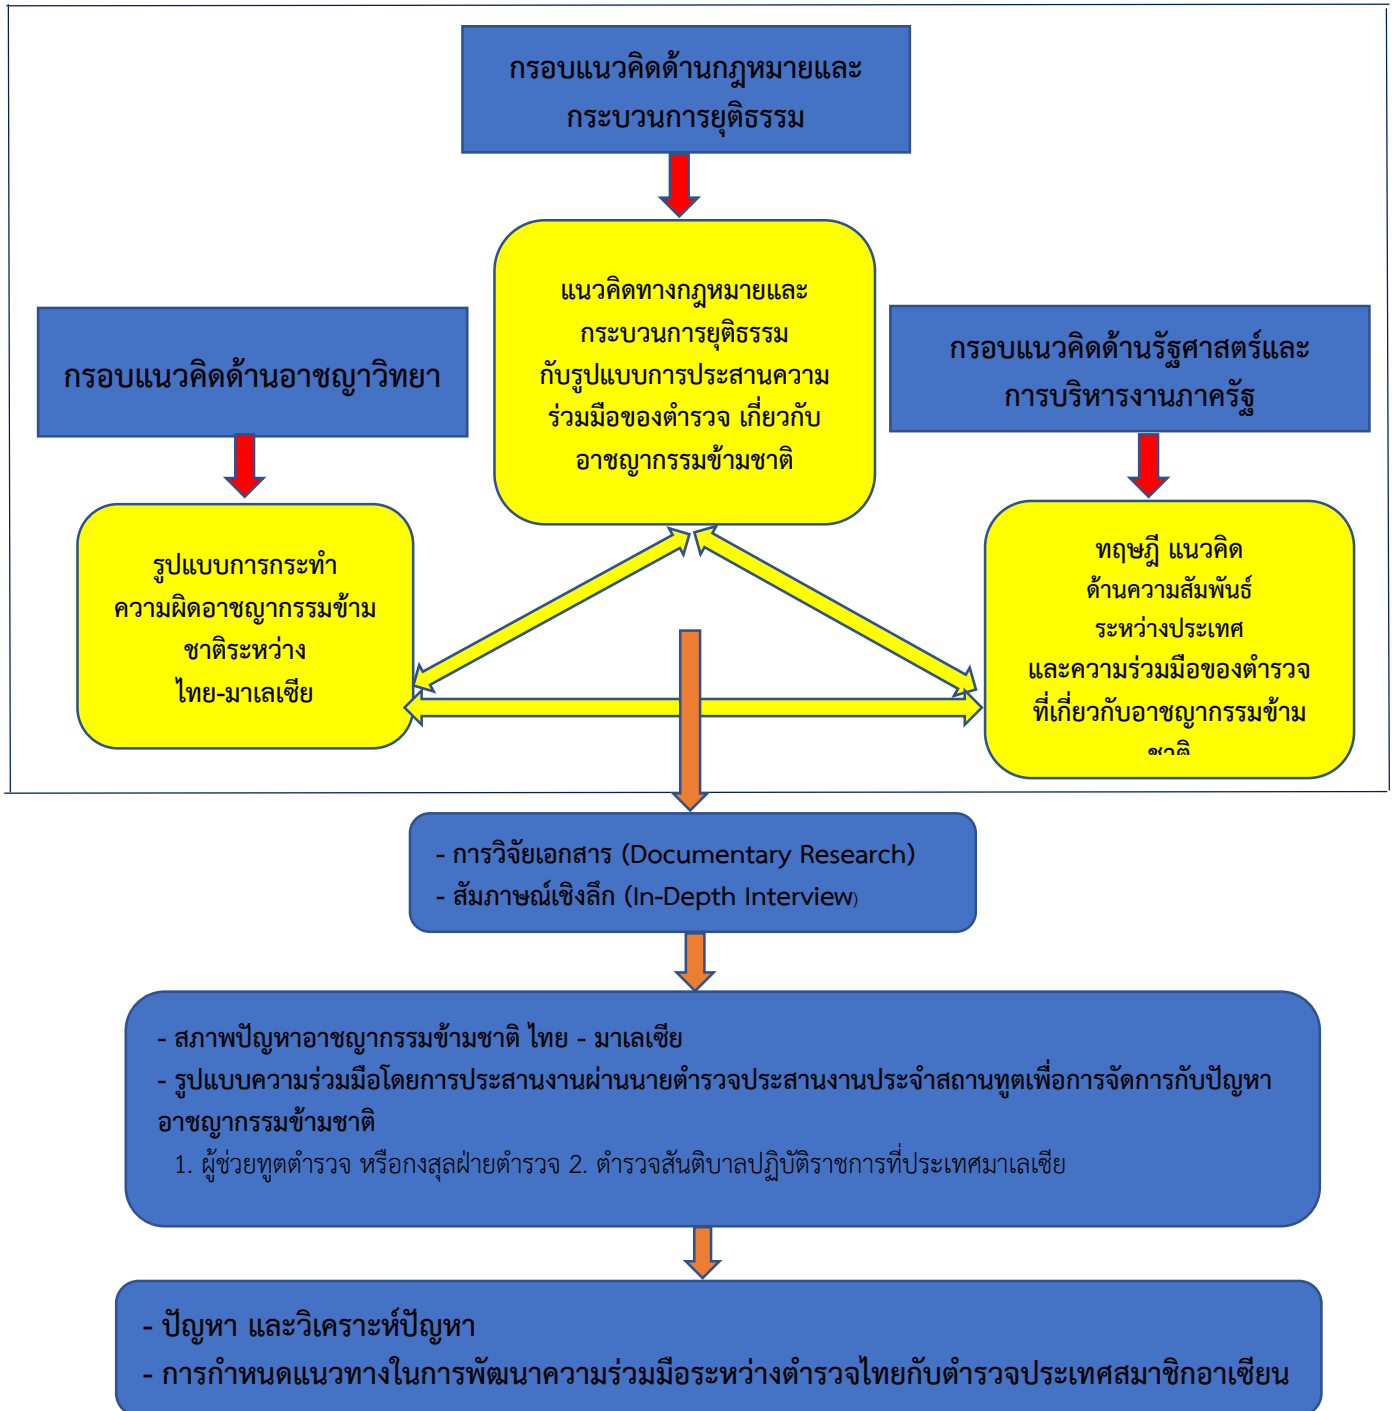 กรอบแนวคิดด้านกฎหมายและ
กระบวนการยุติธรรม
แนวคิดทางกฎหมายและ
กระบวนการยุติธรรม
กับรูปแบบการประสานความ
ร่วมมือของตำรวจ เกี่ยวกับ
อาชญากรรมข้ามชาติ
กรอบแนวคิดด้านอาชญาวิทยา
กรอบแนวคิดด้านรัฐศาสตร์และ
การบริหารงานภาครัฐ
รูปแบบการกระทำ
ความผิดอาชญากรรมข้าม
ชาติระหว่าง
ไทย-มาเลเซีย
ทฤษฎี แนวคิด
ด้านความสัมพันธ์
ระหว่างประเทศ
และความร่วมมือของตำรวจ
ที่เกี่ยวกับอาชญากรรมข้าม
ชาติ
- การวิจัยเอกสาร (Documentary Research)
- สัมภาษณ์เชิงลึก (In-Depth Interview)
- สภาพปัญหาอาชญากรรมข้ามชาติ ไทย - มาเลเซีย
- รูปแบบความร่วมมือโดยการประสานงานผ่านนายตำรวจประสานงานประจำสถานทูตเพื่อการจัดการกับปัญหา
อาชญากรรมข้ามชาติ
1. ผู้ช่วยทูตตำรวจ หรือกงสุลฝ่ายตำรวจ 2. ตำรวจสันติบาลปฏิบัติราชการที่ประเทศมาเลเซีย
- ปัญหา และวิเคราะห์ปัญหา
- การกำหนดแนวทางในการพัฒนาความร่วมมือระหว่างตำรวจไทยกับตำรวจประเทศสมาชิกอาเซียน